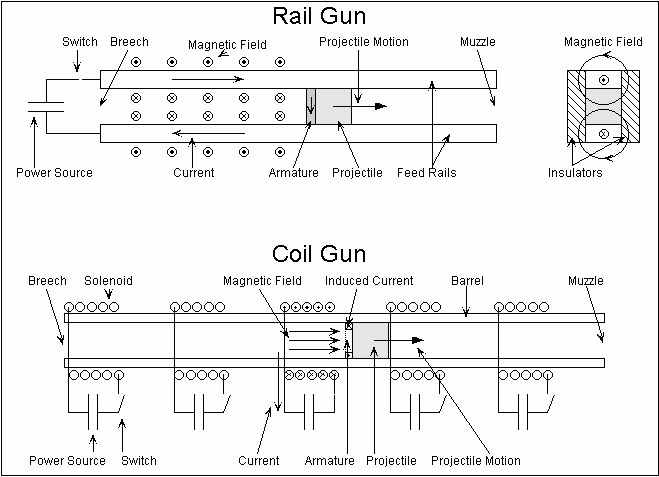 Rail Gun
Switch Breech Magnetic Field Projectile Motion Muzzle Magnetic Field
Power Source Current Armature Projectile Feed Rails Insulators
Coil Gun
Breech Solenoid Magnetic Field Induced Current Barrel Muzzle
Power Source Switch Current Armature Projectile Projectile Motion